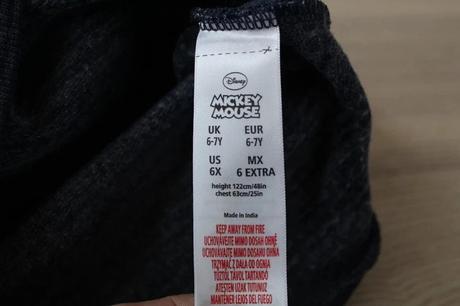 Disney
MICKEY
MOUSE
UK EUR
6-7Y 6-7Y
US MX
6X 6 EXTRA
height 122cm/48in
chest 63cm/25in
Made in India
KEEP AWAY FROM FIRE
UCHOVÁVEJTE MIMO DOSAH OHNĚ
UCHOVÁVAJTE MIMO DOSAHU OHŇA
TRZYMAĆ Z DALA OD OGNIA
TŰZTŐL TÁVOL TARTANDÓ
ATEŞTEN UZAK TUTUNUZ
MANTENER LEJOS DEL FUEGO